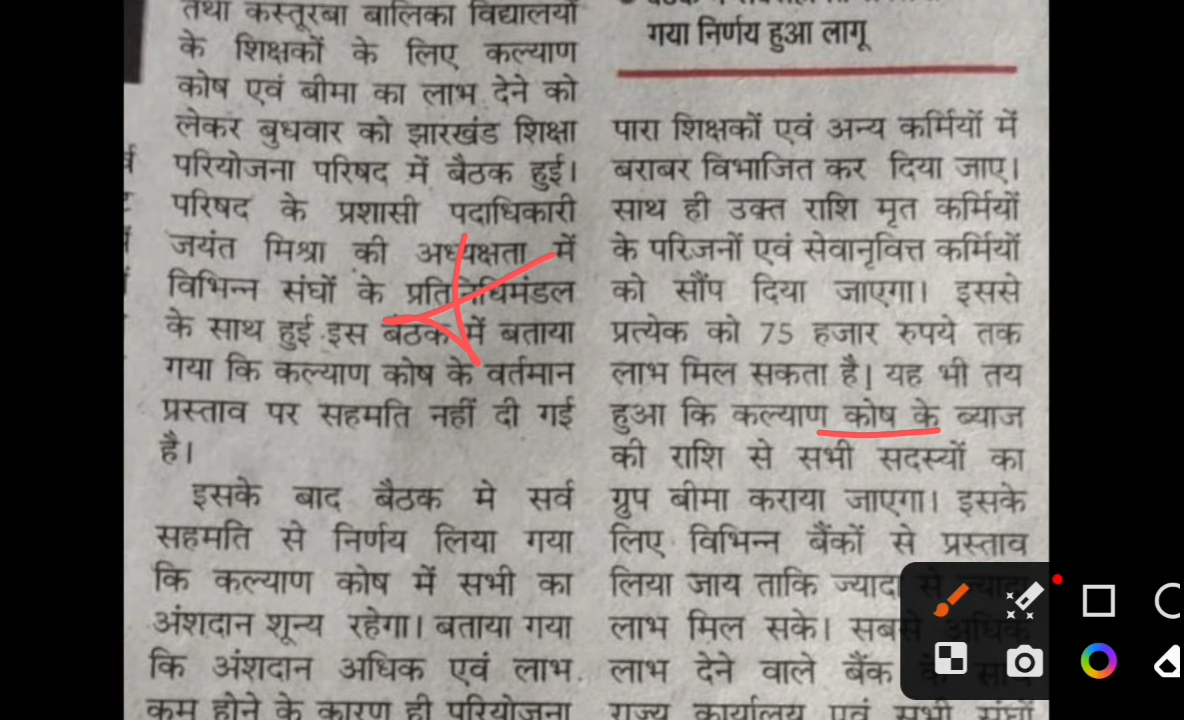 तथा कस्तूरबा बालिका विद्यालयों
के शिक्षकों के लिए कल्याण
कोष एवं बीमा का लाभ देने को
लेकर बुधवार को झारखंड शिक्षा
परियोजना परिषद में बैठक हुई।
परिषद के प्रशासी पदाधिकारी
जयंत मिश्रा की अध्यक्षता में
विभिन्न संघों के प्रतिनिधिमंडल
के साथ हुई इस बैठक में बताया
गया कि कल्याण कोष के वर्तमान
प्रस्ताव पर सहमति नहीं दी गई
है।
इसके बाद बैठक मे सर्व
सहमति से निर्णय लिया गया
कि कल्याण कोष में सभी का
अंशदान शून्य रहेगा। बताया गया
कि अंशदान अधिक एवं लाभ
कम होने के कारण ही परियोजना
गया निर्णय हुआ लागू
पारा शिक्षकों एवं अन्य कर्मियों में
बराबर विभाजित कर दिया जाए।
साथ ही उक्त राशि मृत कर्मियों
के परिजनों एवं सेवानृवित्त कर्मियों
को सौंप दिया जाएगा। इससे
प्रत्येक को 75 हजार रुपये तक
लाभ मिल सकता है। यह भी तय
हुआ कि कल्याण कोष के ब्याज
की राशि से सभी सदस्यों का
ग्रुप बीमा कराया जाएगा। इसके
लिए विभिन्न बैंकों से प्रस्ताव
लिया जाय ताकि ज्यादा से ज्यादा
लाभ मिल सके। सबसे अधिक
लाभ देने वाले बैंक के साथ
राज्य कार्यालय एवं सभी संघों